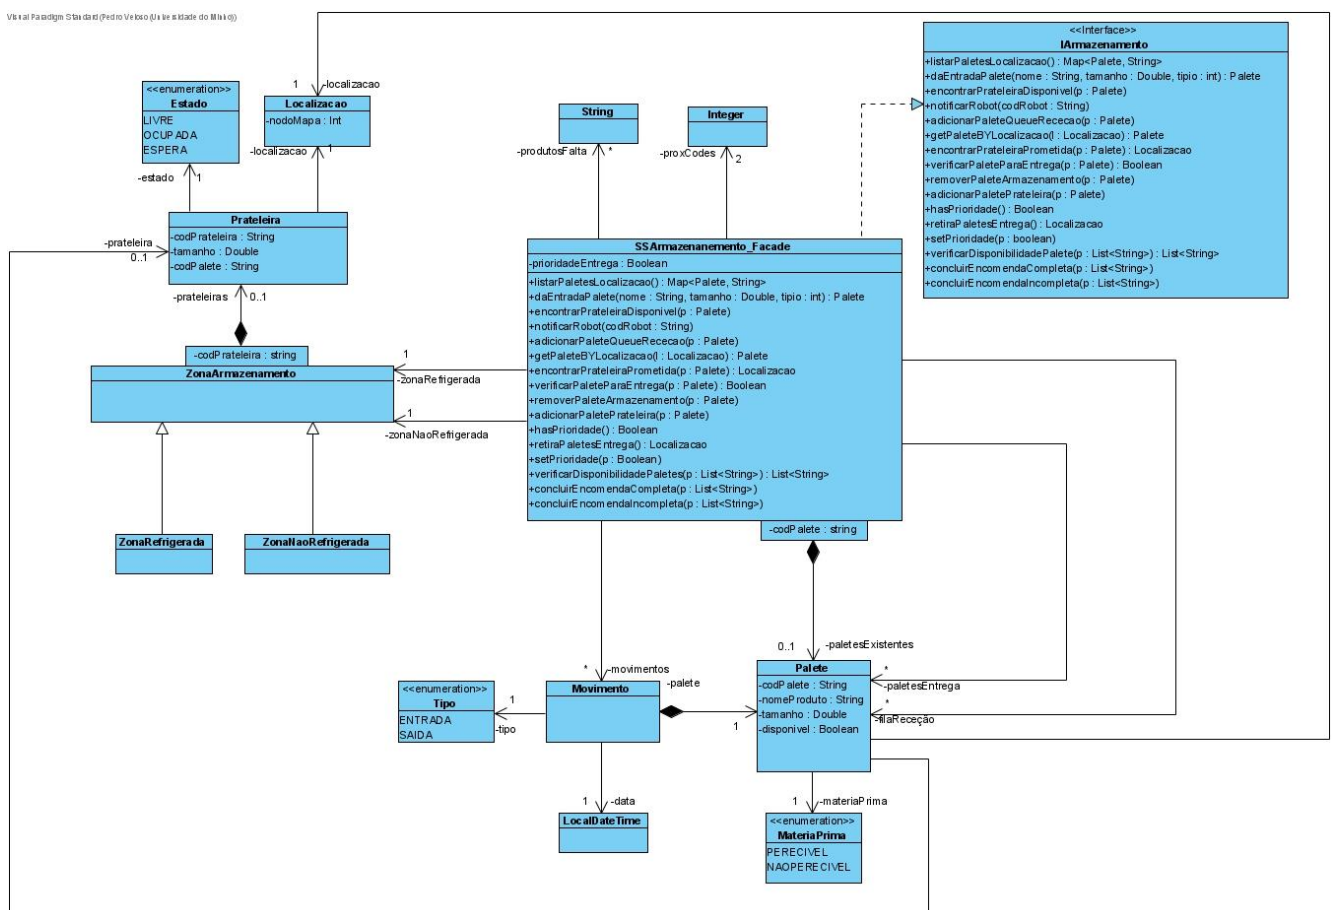 Visual Paradigm Standard (Pedro Veloso (Universidade do Minho))
<<enumeration>>
Estado
LIVRE
OCUPADA
ESPERA
-estado
1
1
-localizacao
Localizacao
-nodoMapa : Int
-localizacao
1
String
-produtosFalta
*
Integer
-proxCodes
2
<<Interface>>
IArmazenamento
+listarPaletesLocalizacao() : Map<Palete, String>
+daEntradaPalete(nome : String, tamanho : Double, tipio : int) : Palete
+encontrarPrateleiraDisponivel(p : Palete)
+notificarRobot(codRobot : String)
+adicionarPaleteQueueRececao(p : Palete)
+getPaleteBYLocalizacao(l : Localizacao) : Palete
+encontrarPrateleiraPrometida(p : Palete) : Localizacao
+verificarPaleteParaEntrega(p : Palete) : Boolean
+removerPaleteArmazenamento(p : Palete)
+adicionarPaletePrateleira(p : Palete)
+hasPrioridade() : Boolean
+retiraPaletesEntrega() : Localizacao
+setPrioridade(p : boolean)
+verificarDisponibilidadePalete(p : List<String>) : List<String>
+concluirEncomendaCompleta(p : List<String>)
+concluirEncomendaIncompleta(p : List<String>)
Prateleira
-codPrateleira : String
-tamanho : Double
-codPalete : String
-prateleira
0..1
-prateleiras
0..1
-codPrateleira : string
ZonaArmazenamento
1
-zonaRefrigerada
1
-zonaNaoRefrigerada
ZonaRefrigerada
ZonaNaoRefrigerada
SSArmazenanemento_Facade
-prioridadeEntrega : Boolean
+listarPaletesLocalizacao() : Map<Palete, String>
+daEntradaPalete(nome : String, tamanho : Double, tipio : int) : Palete
+encontrarPrateleiraDisponivel(p : Palete)
+notificarRobot(codRobot : String)
+adicionarPaleteQueueRececao(p : Palete)
+getPaleteBYLocalizacao(l : Localizacao) : Palete
+encontrarPrateleiraPrometida(p : Palete) : Localizacao
+verificarPaleteParaEntrega(p : Palete) : Boolean
+removerPaleteArmazenamento(p : Palete)
+adicionarPaletePrateleira(p : Palete)
+hasPrioridade() : Boolean
+retiraPaletesEntrega() : Localizacao
+setPrioridade(p : Boolean)
+verificarDisponibilidadePaletes(p : List<String>) : List<String>
+concluirEncomendaCompleta(p : List<String>)
+concluirEncomendaIncompleta(p : List<String>)
-codPalete : string
0..1
-paletesExistentes
*
-movimentos
Movimento
-palete
1
<<enumeration>>
Tipo
ENTRADA
SAIDA
1
-tipo
1
-data
LocalDateTime
Palete
-codPalete : String
-nomeProduto : String
-tamanho : Double
-disponivel : Boolean
*
-paletesEntrega
*
-filaReceção
1
-materiaPrima
<<enumeration>>
MateriaPrima
PERECIVEL
NAOPERECIVEL